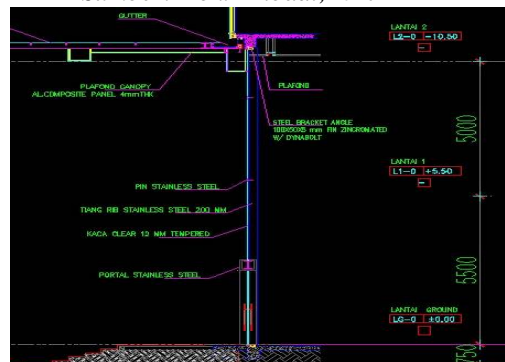 GUTTER
LANTAI 2
L2-0 -10,50
PLAFOND CANOPY
AL.COMPOSITE PANEL 4mmTHK
PLAFOND
STEEL BRACKET ANGLE
100X50X5 mm FIN ZINCROMATED
W/ DYNABOLT
5000
LANTAI 1
L1-0 +5.50
PIN STAINLESS STEEL
TIANG RIB STAINLESS STEEL 200 MM
KACA CLEAR 12 MM TEMPERED
PORTAL STAINLESS STEEL
5500
LANTAI GROUND
LG-0 ±0.00
750